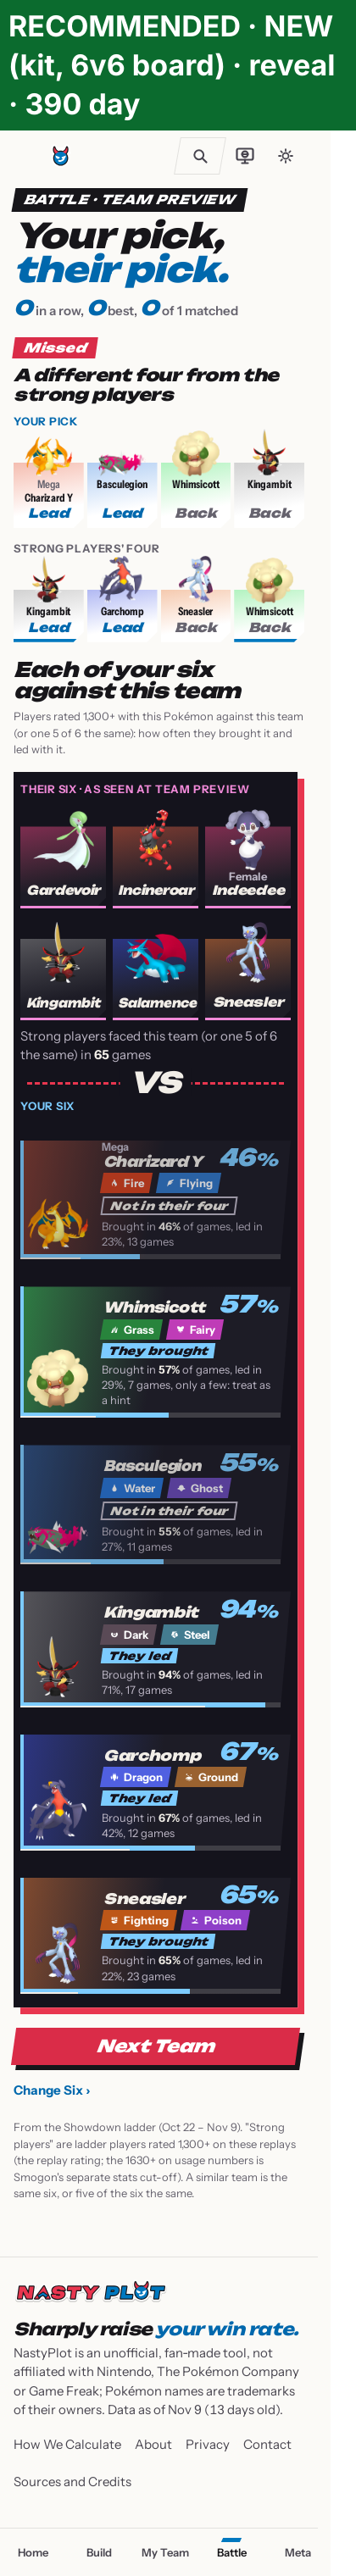 RECOMMENDED · NEW
(kit, 6v6 board) · reveal
· 390 day
BATTLE · TEAM PREVIEW
Your pick,
their pick.
0 in a row, 0 best, 0 of 1 matched
Missed
A different four from the
strong players
YOUR PICK
Mega
Charizard Y
Lead
Basculegion
Lead
Whimsicott
Back
Kingambit
Back
STRONG PLAYERS' FOUR
Kingambit
Lead
Garchomp
Lead
Sneasler
Back
Whimsicott
Back
Each of your six
against this team
Players rated 1,300+ with this Pokémon against this team
(or one 5 of 6 the same): how often they brought it and
led with it.
THEIR SIX · AS SEEN AT TEAM PREVIEW
Gardevoir
Incineroar
Female
Indeedee
Kingambit
Salamence
Sneasler
Strong players faced this team (or one 5 of 6
the same) in 65 games
VS
YOUR SIX
Mega
Charizard Y 46%
Fire Flying
Not in their four
Brought in 46% of games, led in
23%, 13 games
Whimsicott 57%
Grass Fairy
They brought
Brought in 57% of games, led in
29%, 7 games, only a few: treat as
a hint
Basculegion 55%
Water Ghost
Not in their four
Brought in 55% of games, led in
27%, 11 games
Kingambit 94%
Dark Steel
They led
Brought in 94% of games, led in
71%, 17 games
Garchomp 67%
Dragon Ground
They led
Brought in 67% of games, led in
42%, 12 games
Sneasler 65%
Fighting Poison
They brought
Brought in 65% of games, led in
22%, 23 games
Next Team
Change Six ›
From the Showdown ladder (Oct 22 – Nov 9). "Strong
players" are ladder players rated 1,300+ on these replays
(the replay rating; the 1630+ on usage numbers is
Smogon's separate stats cut-off). A similar team is the
same six, or five of the six the same.
NASTY PLOT
Sharply raise your win rate.
NastyPlot is an unofficial, fan-made tool, not
affiliated with Nintendo, The Pokémon Company
or Game Freak; Pokémon names are trademarks
of their owners. Data as of Nov 9 (13 days old).
How We Calculate About Privacy Contact
Sources and Credits
Home Build My Team Battle Meta